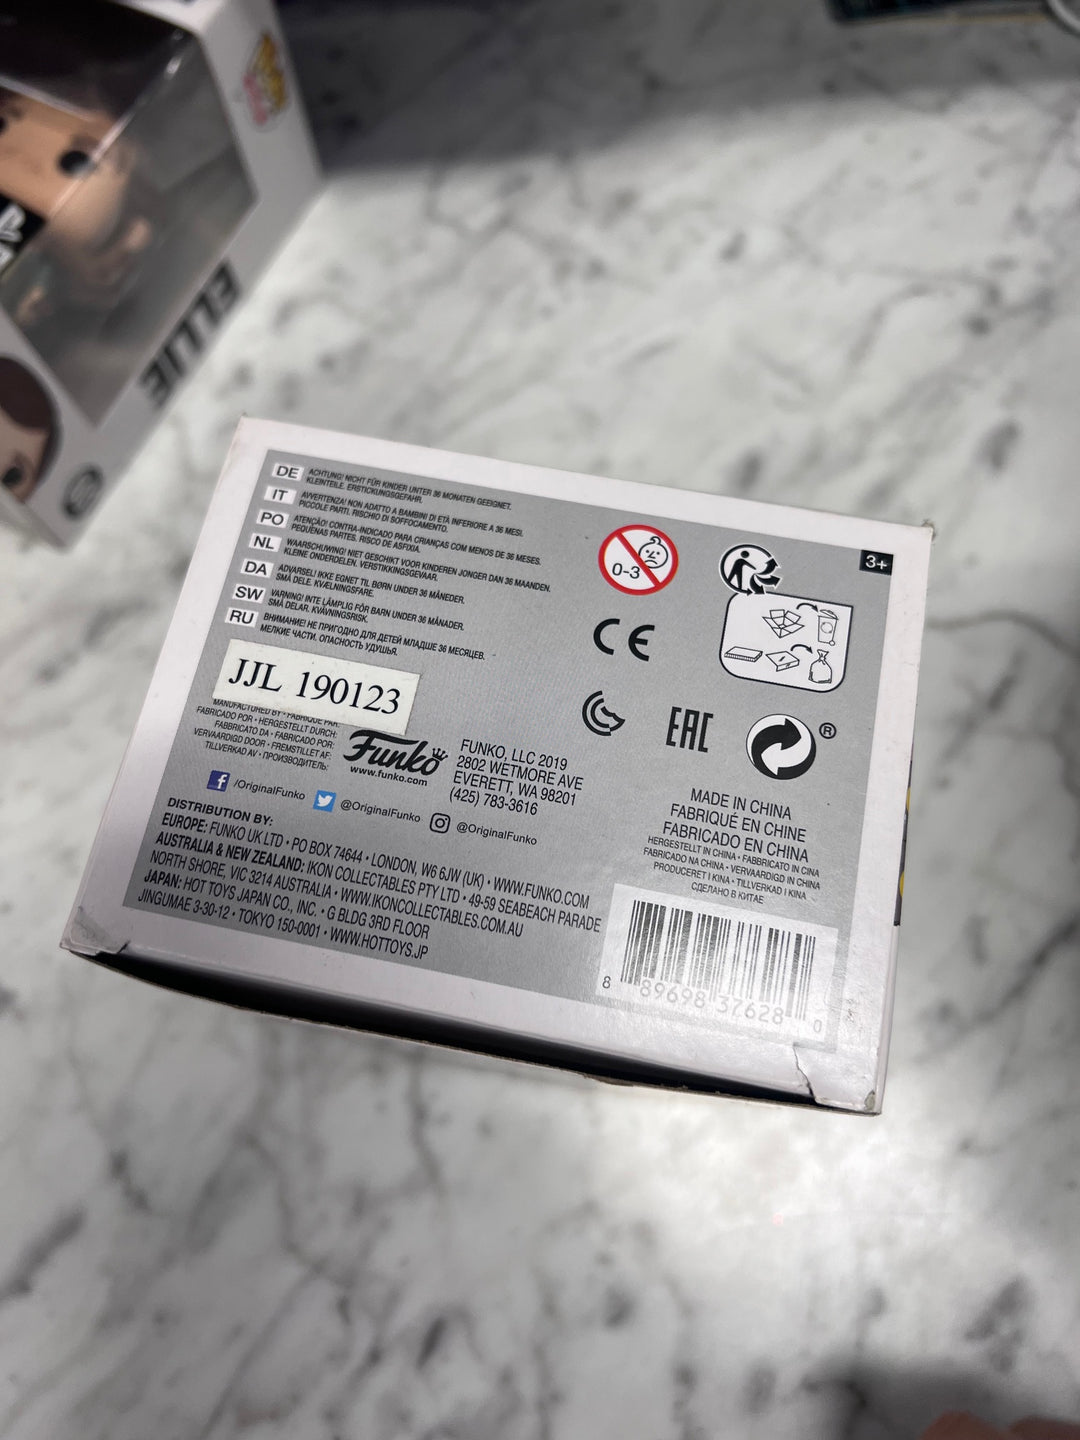 ELLIE
DE ACHTUNG! NICHT FÜR KINDER UNTER 36 MONATEN GEEIGNET.
KLEINTEILE. ERSTICKUNGSGEFAHR.
IT AVVERTENZA! NON ADATTO A BAMBINI DI ETÀ INFERIORE A 36 MESI.
PICCOLE PARTI. RISCHIO DI SOFFOCAMENTO.
PO ATENÇÃO! CONTRA-INDICADO PARA CRIANÇAS COM MENOS DE 36 MESES.
PEQUENAS PARTES. RISCO DE ASFIXIA.
NL WAARSCHUWING! NIET GESCHIKT VOOR KINDEREN JONGER DAN 36 MAANDEN.
KLEINE ONDERDELEN. VERSTIKKINGSGEVAAR.
DA ADVARSEL! IKKE EGNET TIL BØRN UNDER 36 MÅNEDER.
SMÅ DELE. KVÆLNINGSFARE.
SW VARNING! INTE LÄMPLIG FÖR BARN UNDER 36 MÅNADER.
SMÅ DELAR. KVÄVNINGSRISK.
RU ВНИМАНИЕ! НЕ ПРИГОДНО ДЛЯ ДЕТЕЙ МЛАДШЕ 36 МЕСЯЦЕВ.
МЕЛКИЕ ЧАСТИ. ОПАСНОСТЬ УДУШЬЯ.
0-3
3+
CE
JJL 190123
MANUFACTURED BY • FABRIQUÉ PAR:
FABRICADO POR • HERGESTELLT DURCH:
FABBRICATO DA • FABRICADO POR:
VERVAARDIGD DOOR • FREMSTILLET AF:
TILLVERKAD AV • ПРОИЗВОДИТЕЛЬ:
Funko
www.funko.com
FUNKO, LLC 2019
2802 WETMORE AVE
EVERETT, WA 98201
(425) 783-3616
EAC
®
/OriginalFunko @OriginalFunko @OriginalFunko
MADE IN CHINA
FABRIQUÉ EN CHINE
FABRICADO EN CHINA
HERGESTELLT IN CHINA • FABBRICATO IN CINA
FABRICADO NA CHINA • VERVAARDIGD IN CHINA
PRODUCERET I KINA • TILLVERKAD I KINA
СДЕЛАНО В КИТАЕ
DISTRIBUTION BY:
EUROPE: FUNKO UK LTD • PO BOX 74644 • LONDON, W6 6JW (UK) • WWW.FUNKO.COM
AUSTRALIA & NEW ZEALAND: IKON COLLECTABLES PTY LTD • 49-59 SEABEACH PARADE
NORTH SHORE, VIC 3214 AUSTRALIA • WWW.IKONCOLLECTABLES.COM.AU
JAPAN: HOT TOYS JAPAN CO., INC. • G BLDG 3RD FLOOR
JINGUMAE 3-30-12 • TOKYO 150-0001 • WWW.HOTTOYS.JP
8 89698 37628 0